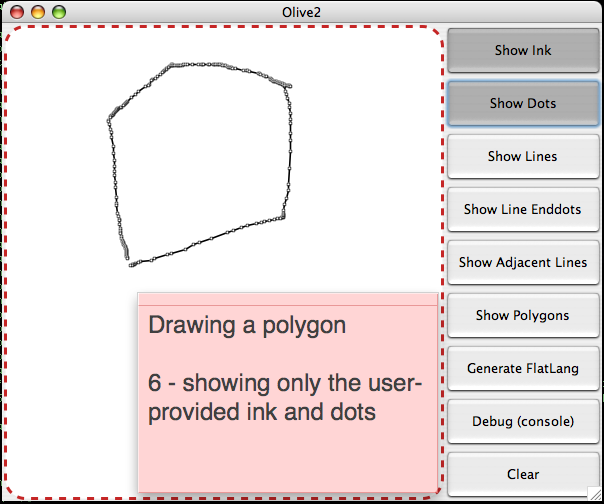 Olive2
Show Ink
Show Dots
Show Lines
Show Line Enddots
Show Adjacent Lines
Show Polygons
Generate FlatLang
Debug (console)
Clear
Drawing a polygon
6 - showing only the user-
provided ink and dots